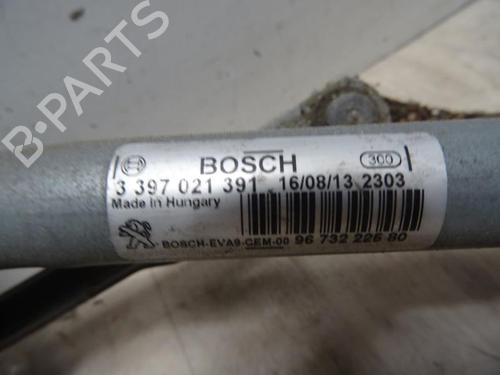 B-PARTS
BOSCH 300
3 397 021 391 16/08/13 2303
Made in Hungary
BOSCH-EVA9-CEM-00 96 732 226 80